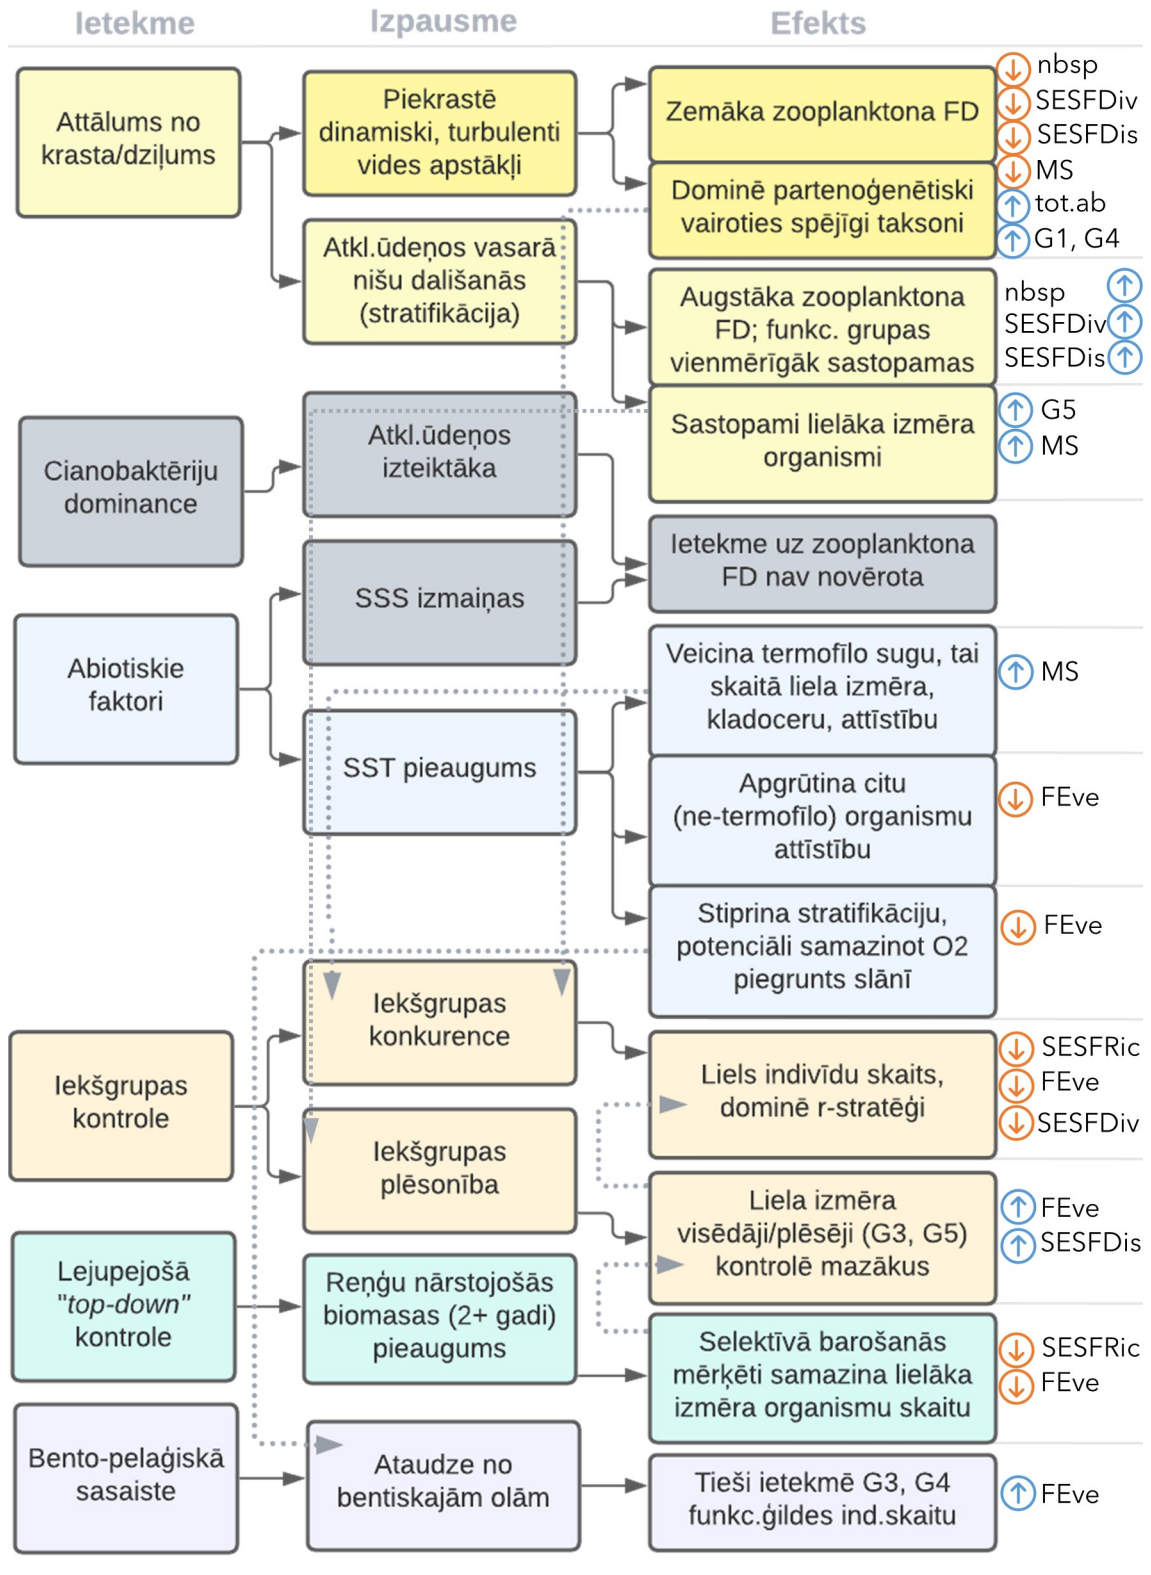 Ietekme
Izpausme
Efekts
Attālums no
krasta/dziļums
Piekrastē
dinamiski, turbulenti
vides apstākļi
Zemāka zooplanktona FD
nbsp
SESFDiv
SESFDis
Dominē partenoģenētiski
vairoties spējīgi taksoni
MS
tot.ab
G1, G4
Atkl.ūdeņos vasarā
nišu dališanās
(stratifikācija)
Augstāka zooplanktona
FD; funkc. grupas
vienmērīgāk sastopamas
nbsp
SESFDiv
SESFDis
Sastopami lielāka izmēra
organismi
G5
MS
Cianobaktēriju
dominance
Atkl.ūdeņos
izteiktāka
Ietekme uz zooplanktona
FD nav novērota
Abiotiskie
faktori
SSS izmaiņas
SST pieaugums
Veicina termofīlo sugu, tai
skaitā liela izmēra,
kladoceru, attīstību
MS
Apgrūtina citu
(ne-termofīlo) organismu
attīstību
FEve
Stiprina stratifikāciju,
potenciāli samazinot O2
piegrunts slānī
FEve
Iekšgrupas
kontrole
Iekšgrupas
konkurence
Liels indivīdu skaits,
dominē r-stratēģi
SESFRic
FEve
SESFDiv
Iekšgrupas
plēsonība
Liela izmēra
visēdāji/plēsēji (G3, G5)
kontrolē mazākus
FEve
SESFDis
Lejupejošā
"top-down"
kontrole
Reņģu nārstojošās
biomasas (2+ gadi)
pieaugums
Selektīvā barošanās
mērķēti samazina lielāka
izmēra organismu skaitu
SESFRic
FEve
Bento-pelaģiskā
sasaiste
Ataudze no
bentiskajām olām
Tieši ietekmē G3, G4
funkc.ģildes ind.skaitu
FEve